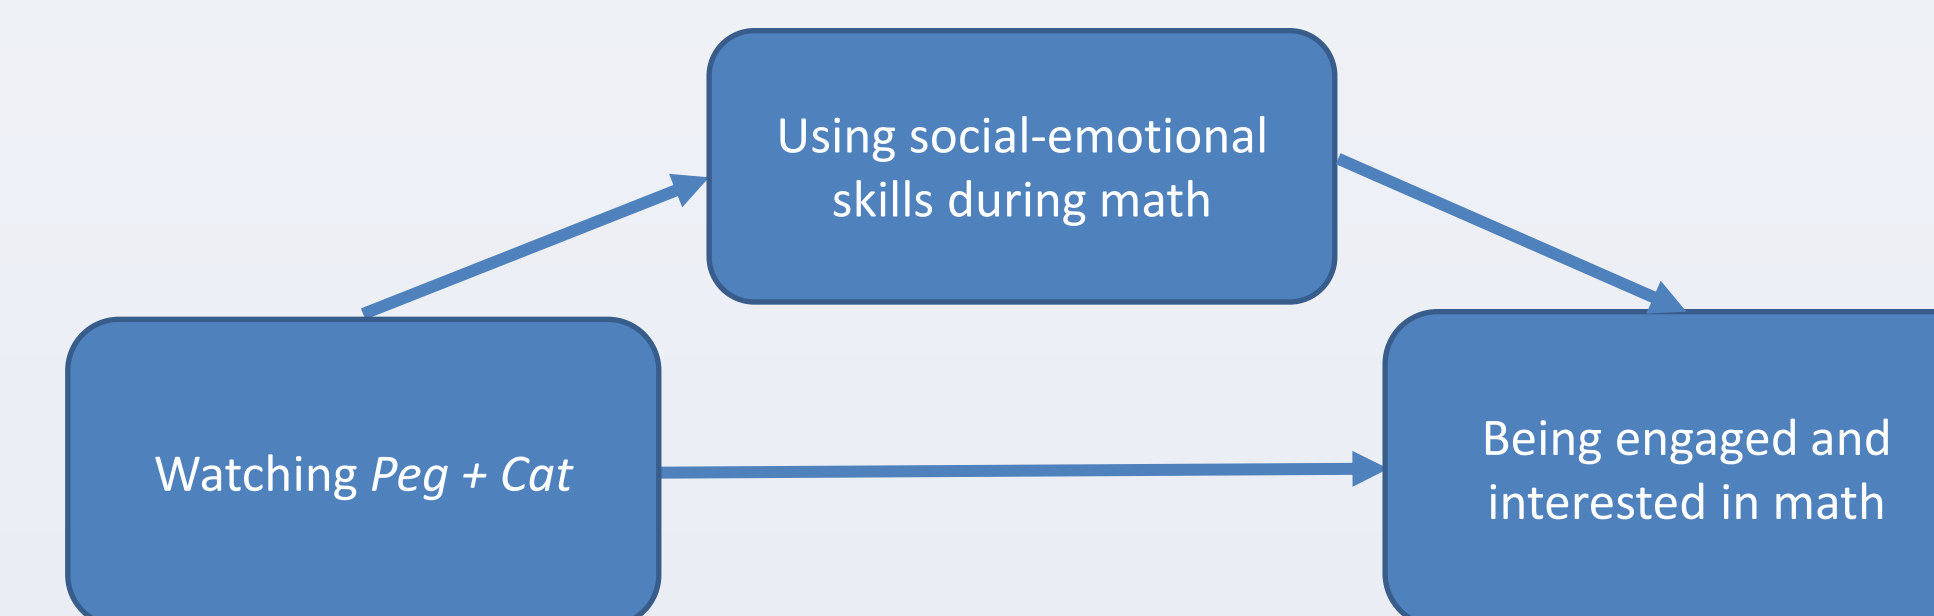 Using social-emotional
skills during math
Watching Peg + Cat
Being engaged and
interested in math